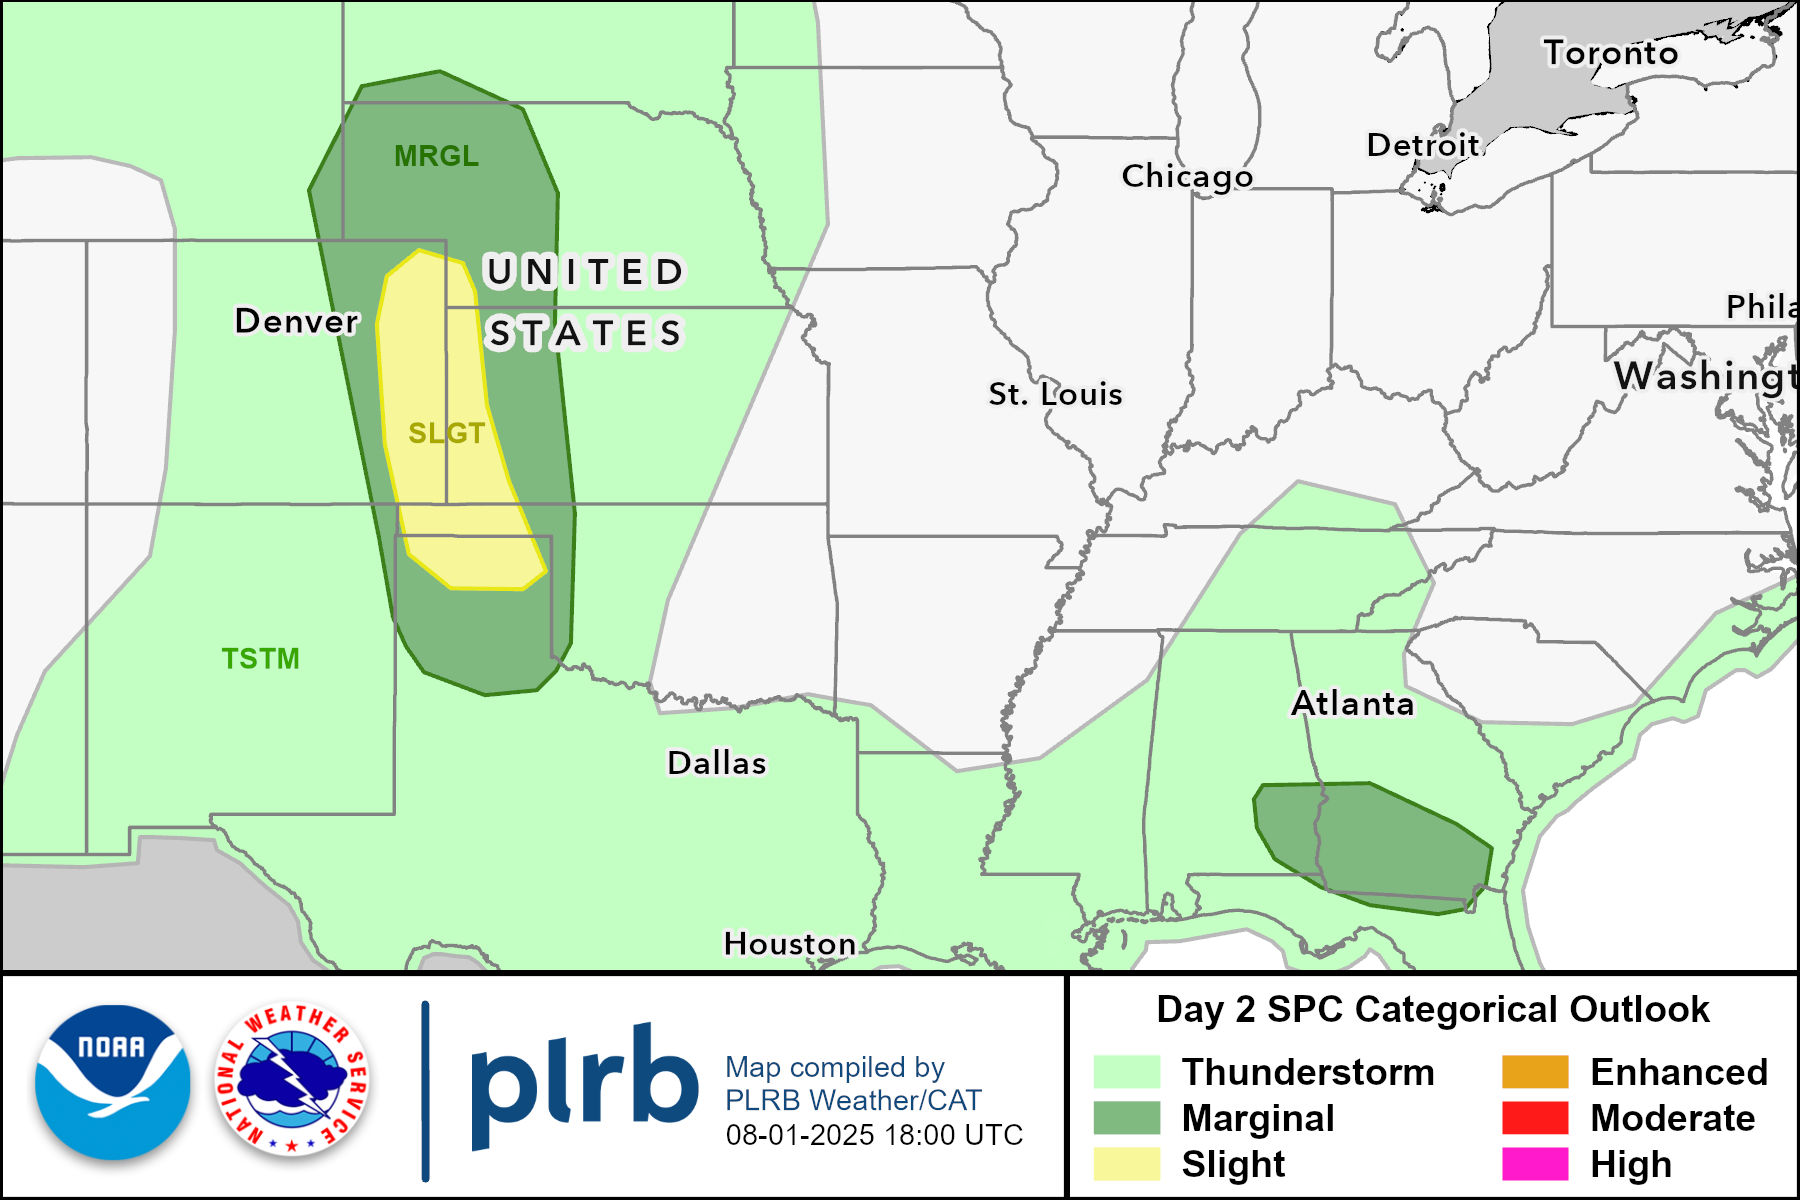 Toronto
Detroit
MRGL
Chicago
UNITED
Phila
Denver
STATES
Washingt
St. Louis
SLGT
TSTM
Atlanta
Dallas
Houston
NOAA
NATIONAL WEATHER SERVICE
plrb
Map compiled by
PLRB Weather/CAT
08-01-2025 18:00 UTC
Day 2 SPC Categorical Outlook
Thunderstorm
Marginal
Slight
Enhanced
Moderate
High